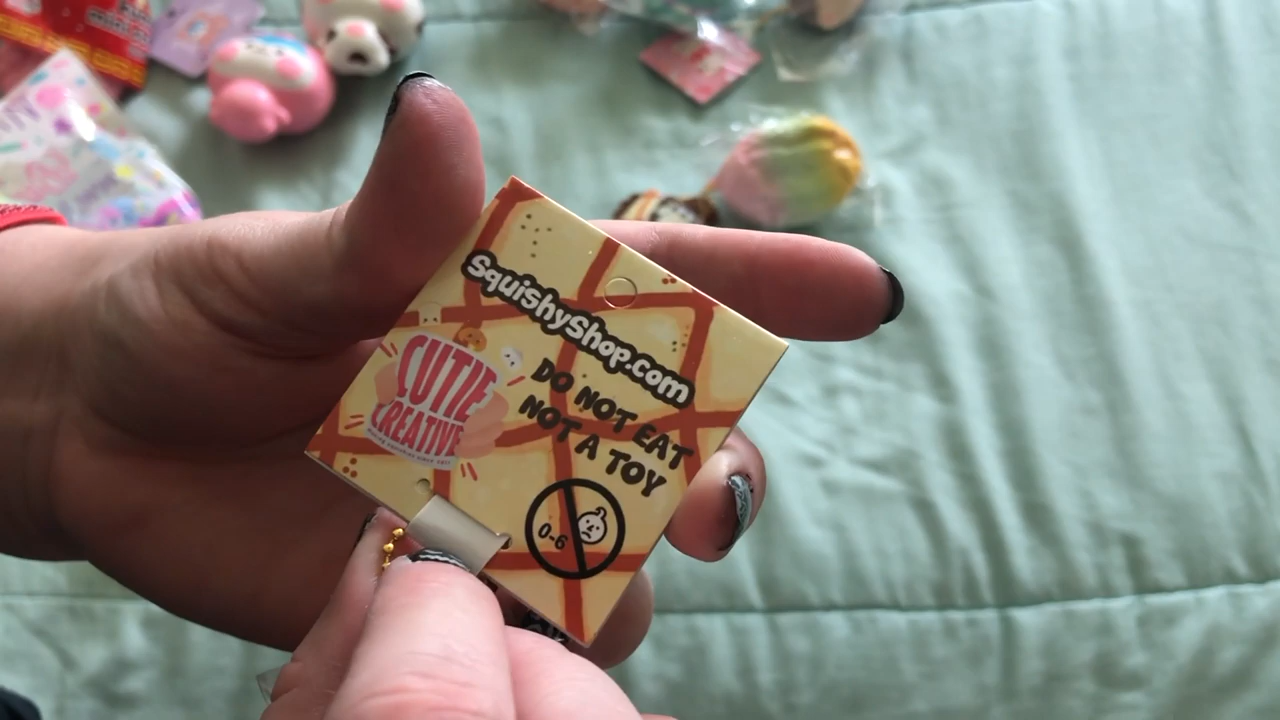 SquishyShop.com
CUTIE
CREATIVE
DO NOT EAT
NOT A TOY
0-6